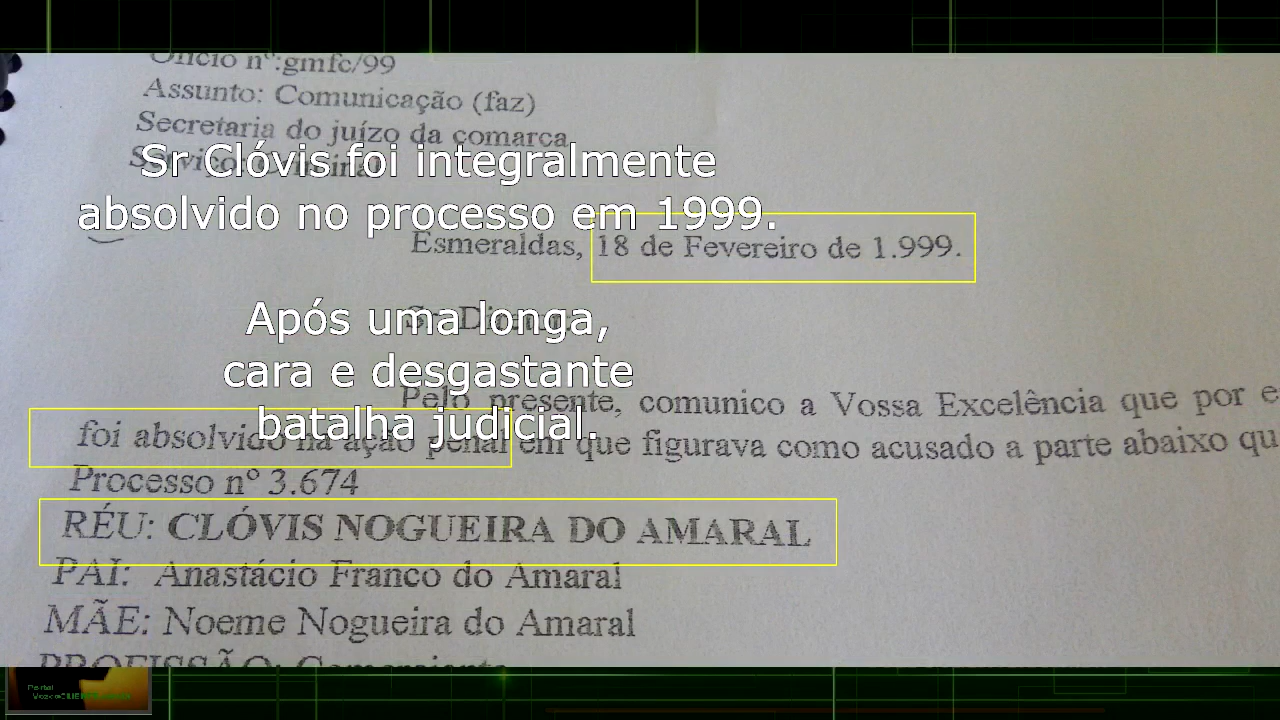 Ofício nº:gmfc/99
Assunto: Comunicação (faz)
Secretaria do juízo da comarca
Sr Clóvis foi integralmente
absolvido no processo em 1999.
Esmeraldas, 18 de Fevereiro de 1.999.
Após uma longa,
cara e desgastante
batalha judicial.
Pelo presente, comunico a Vossa Excelência que por
foi absolvido na ação penal em que figurava como acusado a parte abaixo qu
Processo nº 3.674
RÉU: CLÓVIS NOGUEIRA DO AMARAL
PAI: Anastácio Franco do Amaral
MÃE: Noeme Nogueira do Amaral
PROFISSÃO: Comerciante
Portal